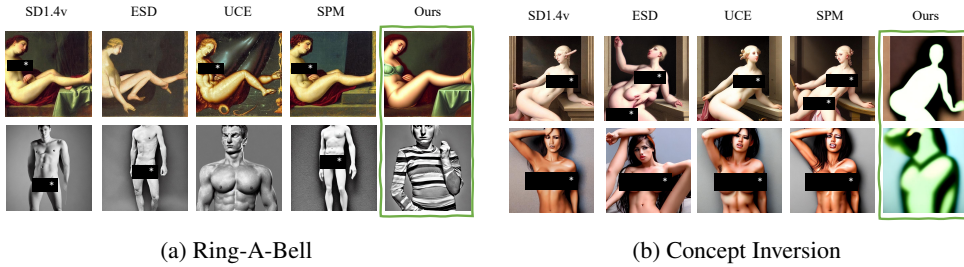 SD1.4v ESD UCE SPM Ours
SD1.4v ESD UCE SPM Ours
(a) Ring-A-Bell
(b) Concept Inversion